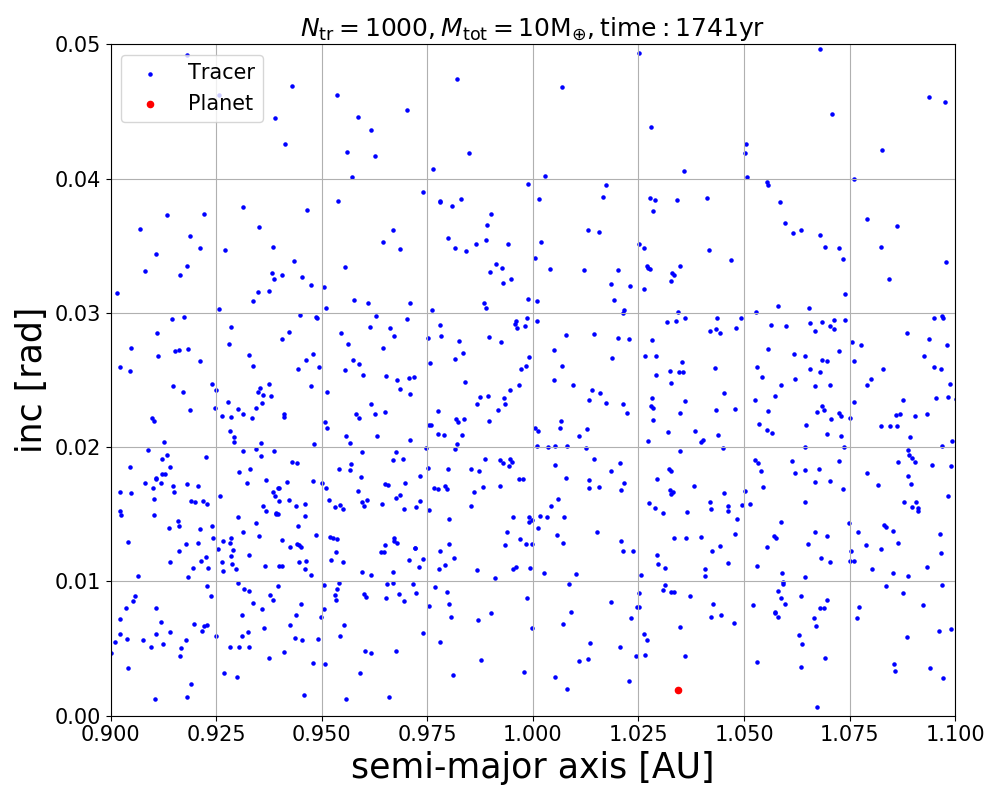 N_tr = 1000, M_tot = 10M_⊕, time : 1741yr
Tracer
Planet
inc [rad]
0.05
0.04
0.03
0.02
0.01
0.00
0.900 0.925 0.950 0.975 1.000 1.025 1.050 1.075 1.100
semi-major axis [AU]